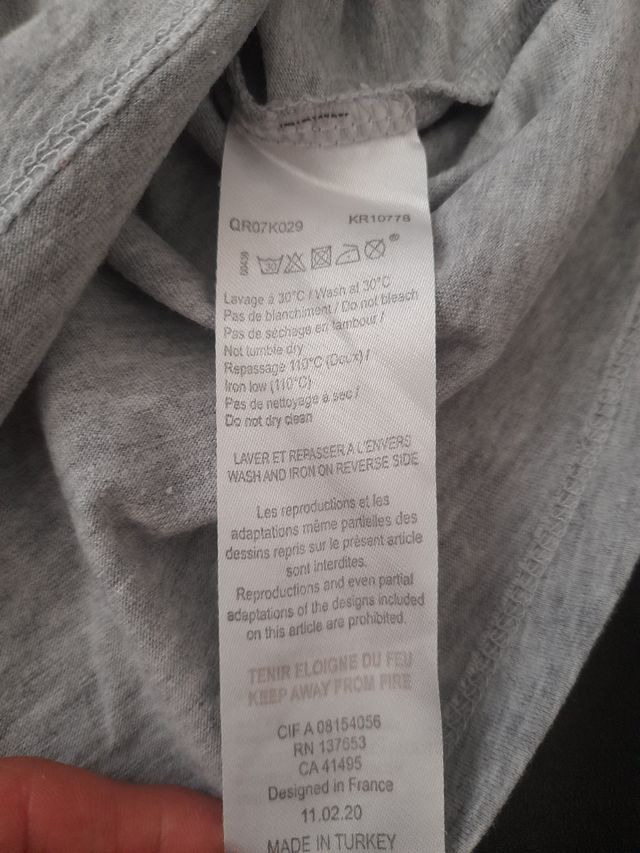 QR07K029 KR10778
30
Lavage à 30°C / Wash at 30°C
Pas de blanchiment / Do not bleach
Pas de séchage en tambour /
Not tumble dry
Repassage 110°C (Doux) /
Iron low (110°C)
Pas de nettoyage à sec /
Do not dry clean
LAVER ET REPASSER A L'ENVERS
WASH AND IRON ON REVERSE SIDE
Les reproductions et les
adaptations même partielles des
dessins repris sur le présent article
sont interdites.
Reproductions and even partial
adaptations of the designs included
on this article are prohibited.
TENIR ELOIGNE DU FEU
KEEP AWAY FROM FIRE
CIF A 08154056
RN 137653
CA 41495
Designed in France
11.02.20
MADE IN TURKEY